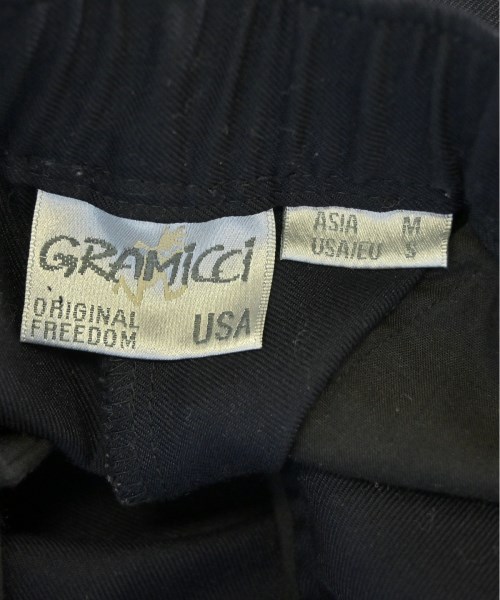 GRAMiCCi
ORIGINAL
FREEDOM
USA
ASIA M
USA/EU S